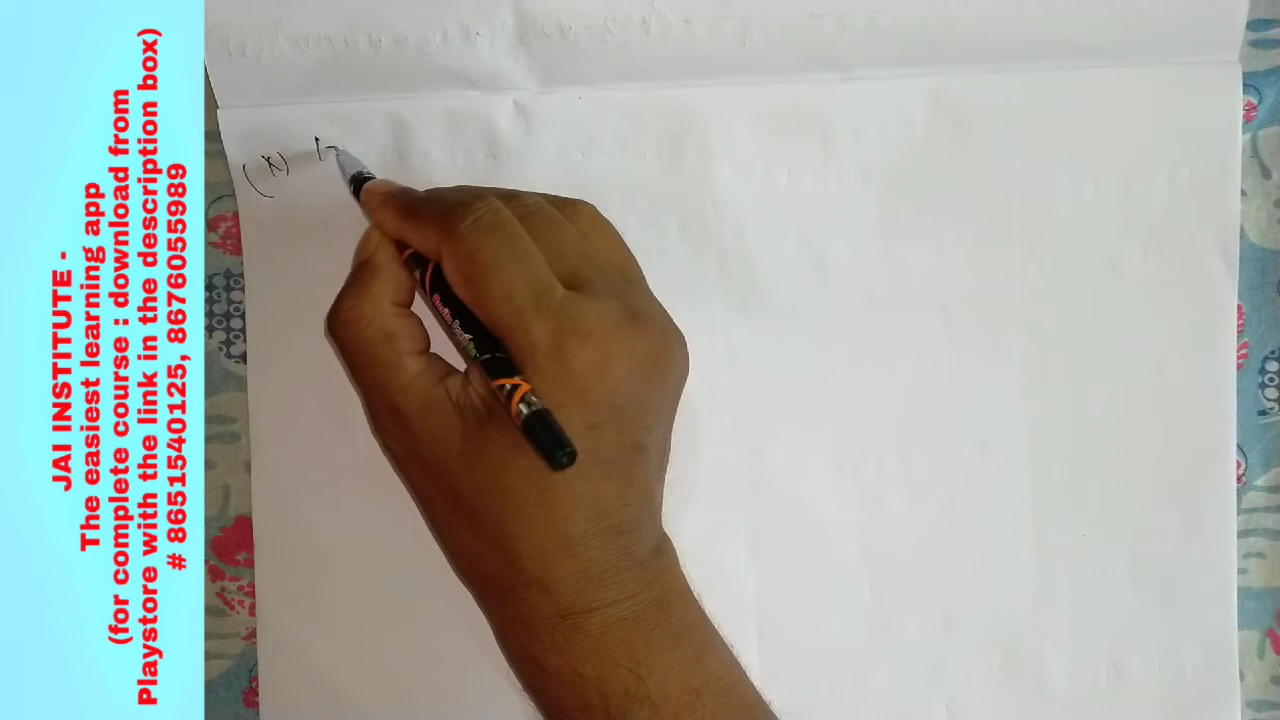 JAI INSTITUTE -
The easiest learning app
(for complete course : download from
Playstore with the link in the description box)
# 8651540125, 8676055989
(x)